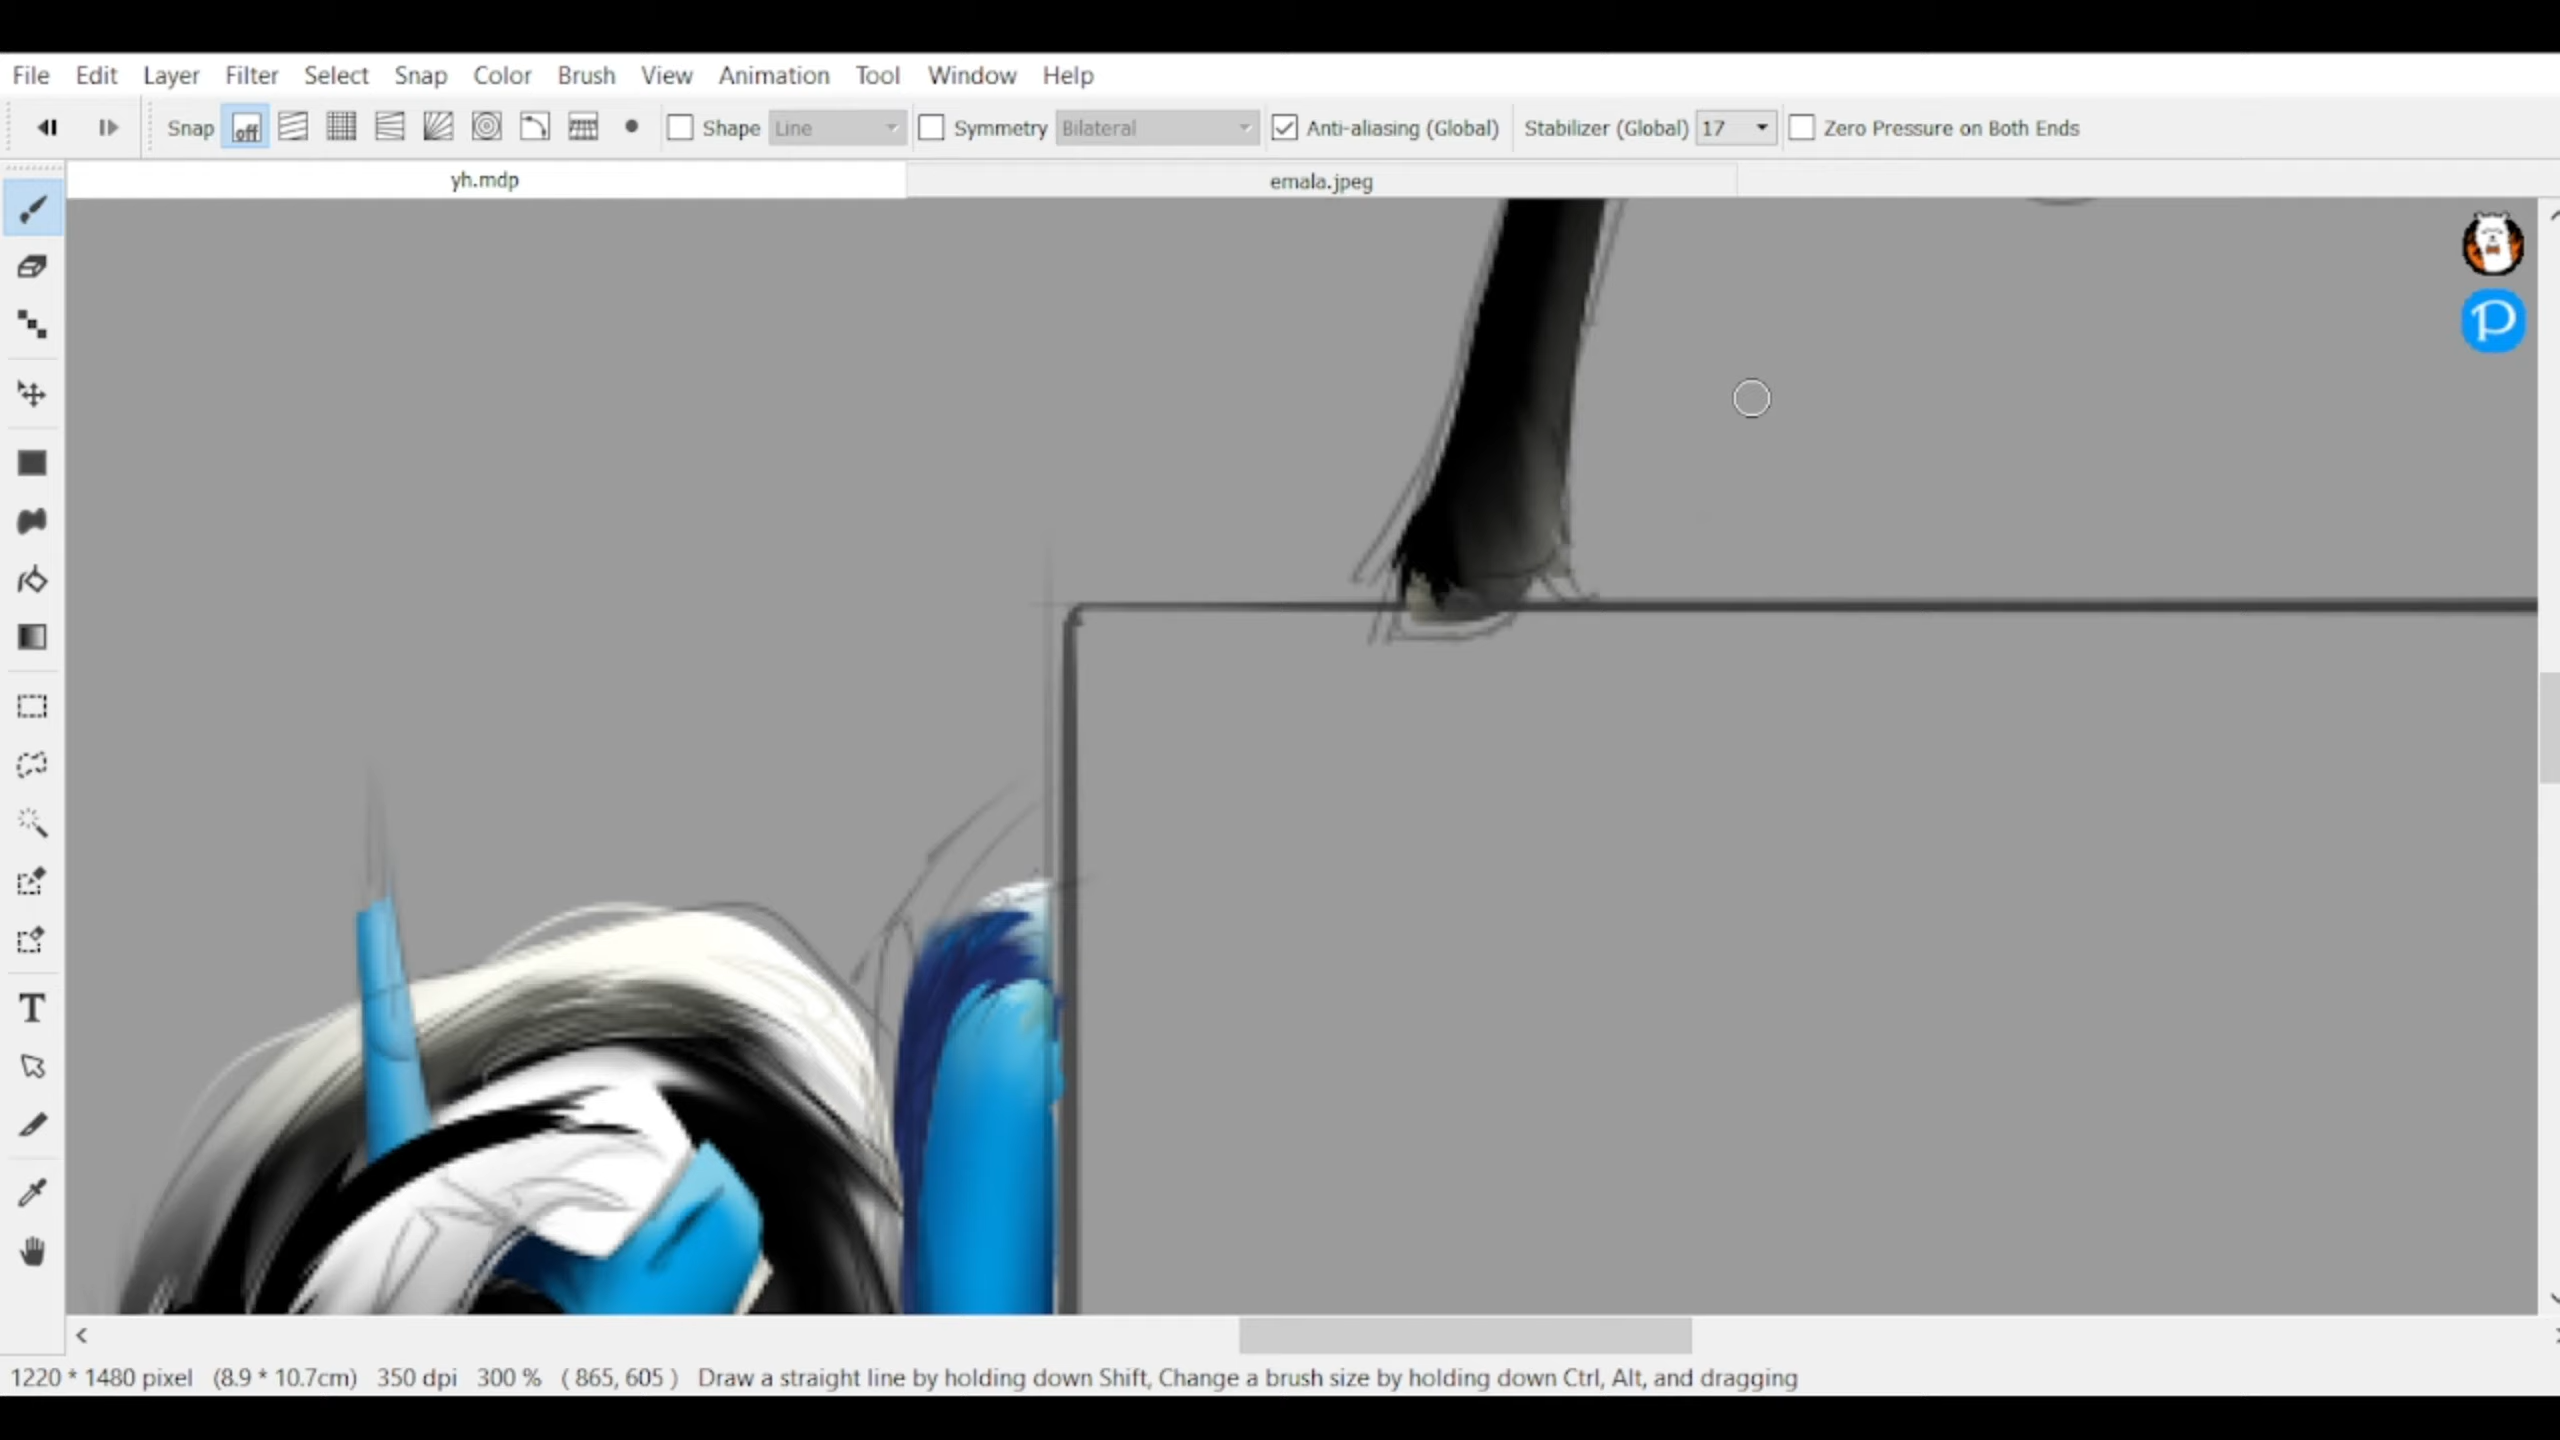 File Edit Layer Filter Select Snap Color Brush View Animation Tool Window Help
Snap off Shape Line Symmetry Bilateral Anti-aliasing (Global) Stabilizer (Global) 17 Zero Pressure on Both Ends
yh.mdp emala.jpeg
P
T
1220 * 1480 pixel (8.9 * 10.7cm) 350 dpi 300 % ( 865, 605 ) Draw a straight line by holding down Shift, Change a brush size by holding down Ctrl, Alt, and dragging